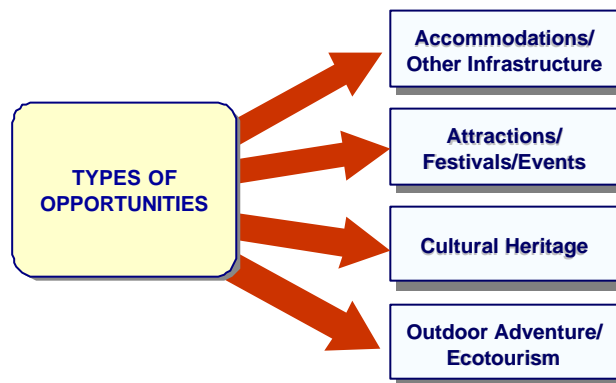 Accommodations/
Other Infrastructure
Attractions/
Festivals/Events
TYPES OF
OPPORTUNITIES
Cultural Heritage
Outdoor Adventure/
Ecotourism